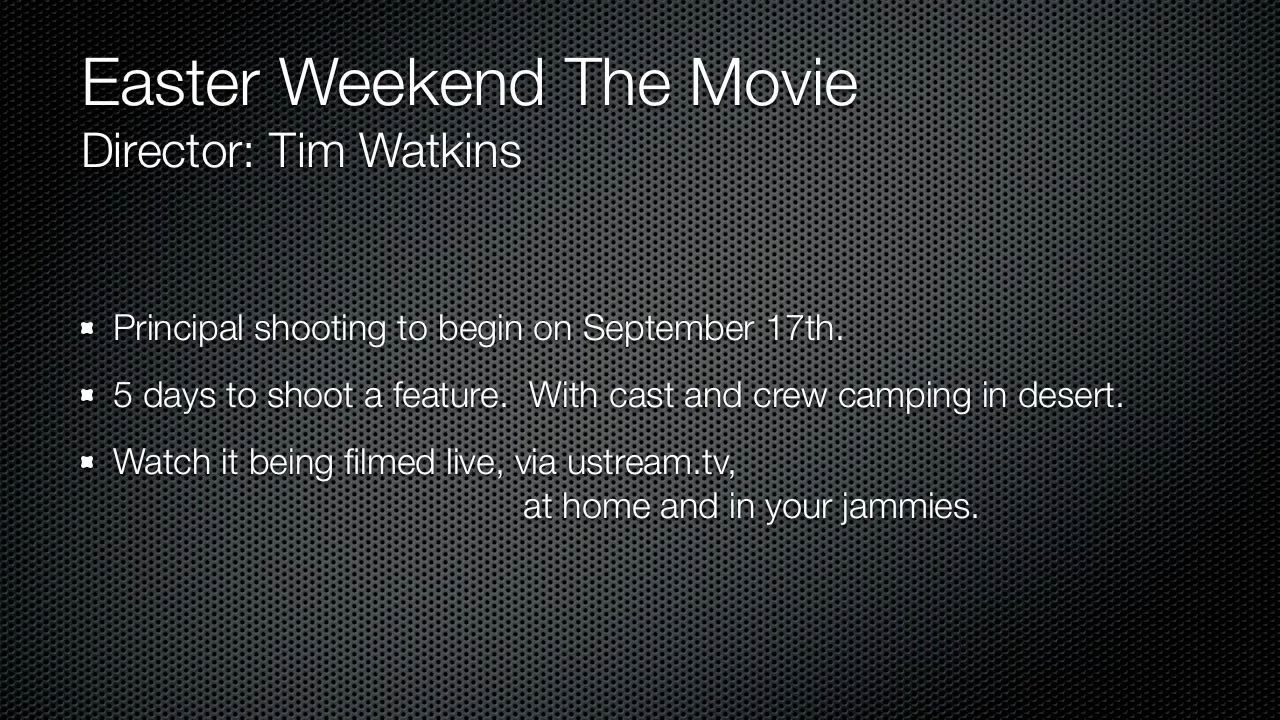 Easter Weekend The Movie
Director: Tim Watkins
Principal shooting to begin on September 17th.
5 days to shoot a feature.  With cast and crew camping in desert.
Watch it being filmed live, via ustream.tv,
at home and in your jammies.